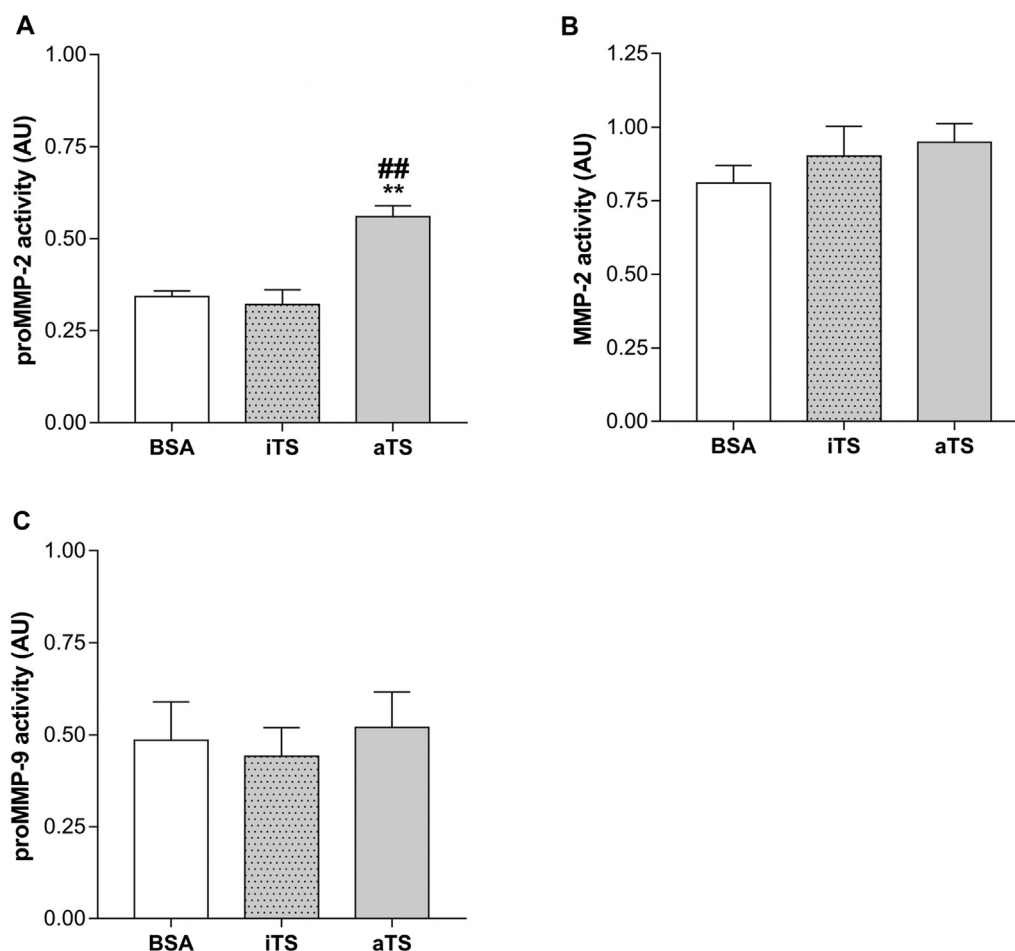 A
proMMP-2 activity (AU)
1.00
0.75
0.50
0.25
0.00
##
**
BSA iTS aTS
B
MMP-2 activity (AU)
1.25
1.00
0.75
0.50
0.25
0.00
BSA iTS aTS
C
proMMP-9 activity (AU)
1.00
0.75
0.50
0.25
0.00
BSA iTS aTS